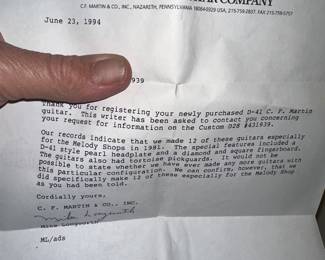 COMPANY
C.F. MARTIN & CO., INC., NAZARETH, PENNSYLVANIA 18064-0329 USA, 215-759-2837. FAX 215-759-5757
June 23, 1994
939
Thank you for registering your newly purchased D-41 C. F. Martin
guitar. This writer has been asked to contact you concerning
your request for information on the Custom D28 #431939.
Our records indicate that we made 12 of these guitars especially
for the Melody Shops in 1981. The special features included a
D-41 style pearl headplate and a diamond and square fingerboard.
The guitars also had tortoise pickguards. It would not be
possible to state whether we have ever made any more guitars with
this particular configuration. We can confirm, however, that we
did specifically make 12 of these especially for the Melody Shop
as you had been told.
Cordially yours,
C. F. MARTIN & CO., INC.
Mike Longworth
Mike Longworth
ML/ads